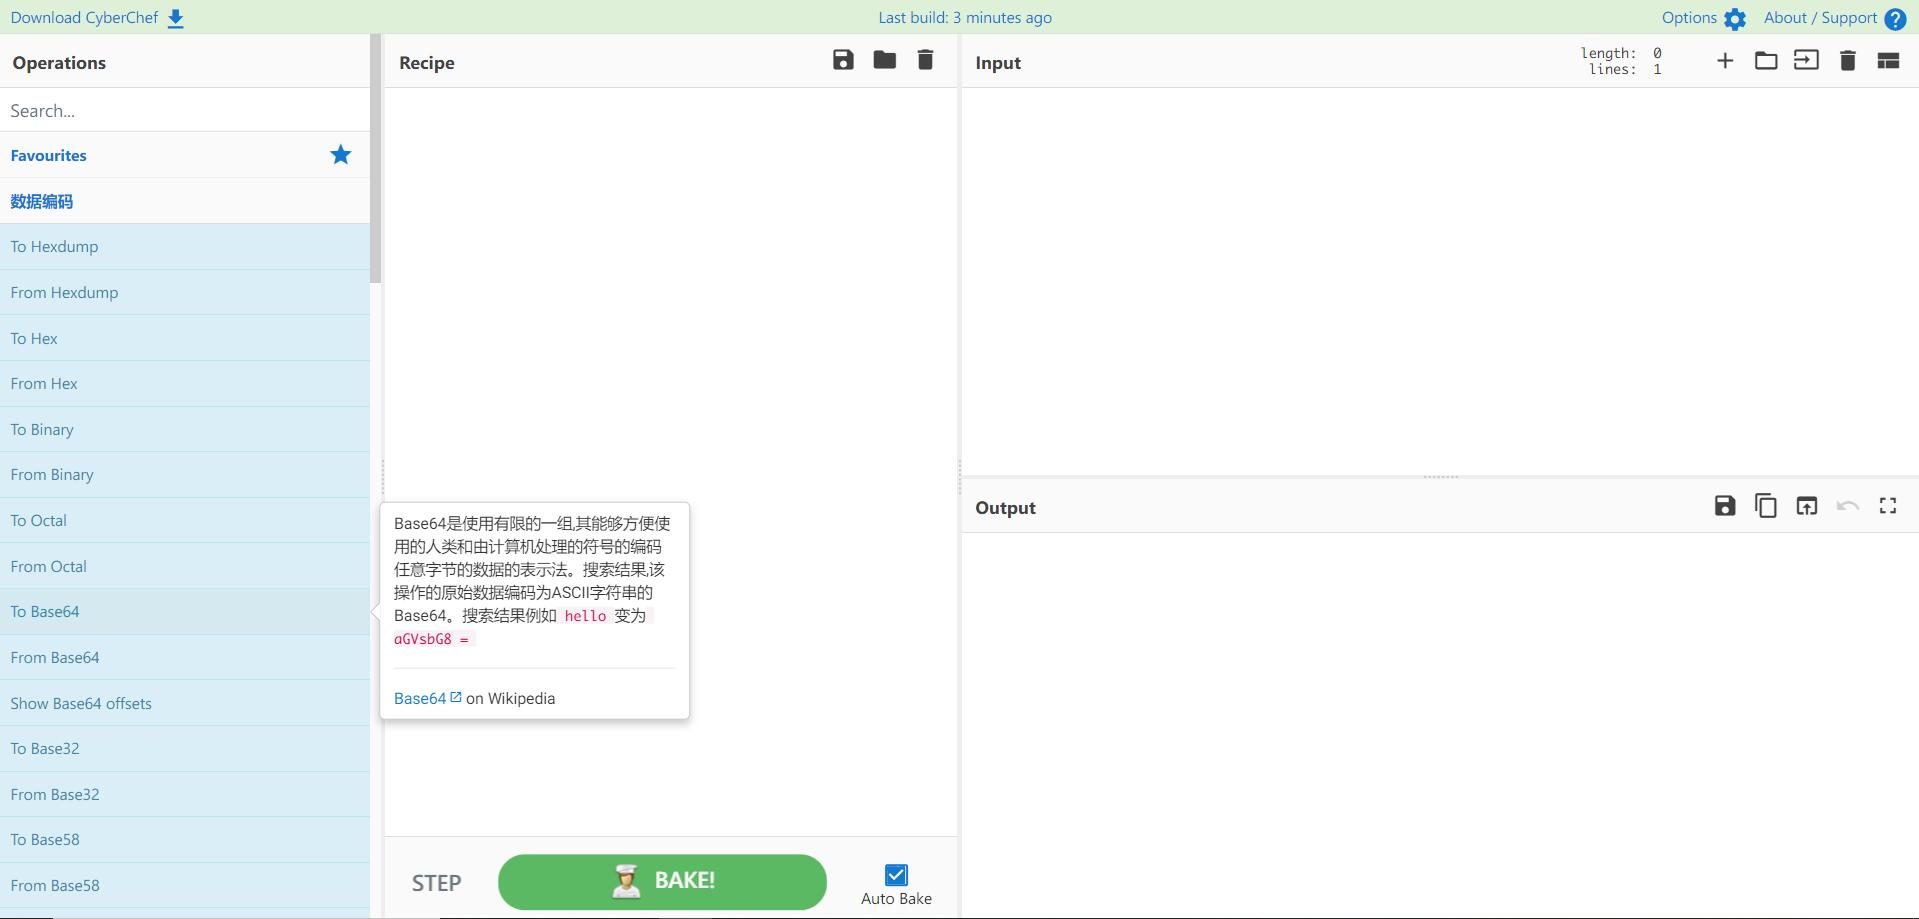 Download CyberChef
Last build: 3 minutes ago
Options
About / Support
Operations
Search...
Favourites
数据编码
To Hexdump
From Hexdump
To Hex
From Hex
To Binary
From Binary
To Octal
From Octal
To Base64
From Base64
Show Base64 offsets
To Base32
From Base32
To Base58
From Base58
Recipe
Base64是使用有限的一组,其能够方便使
用的人类和由计算机处理的符号的编码
任意字节的数据的表示法。搜索结果,该
操作的原始数据编码为ASCII字符串的
Base64。搜索结果例如 hello 变为
aGVsbG8 =
Base64 on Wikipedia
STEP
BAKE!
Auto Bake
Input
length: 0
lines: 1
Output